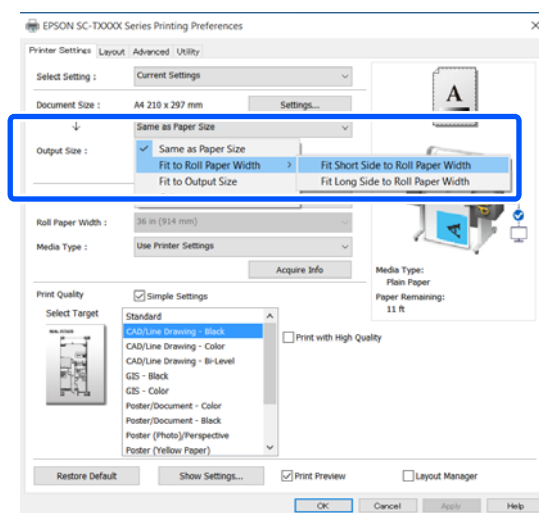 EPSON SC-TXXXX Series Printing Preferences
Printer Settings Layout Advanced Utility
Select Setting : Current Settings
Document Size : A4 210 x 297 mm Settings...
Same as Paper Size
Output Size : Same as Paper Size
Fit to Roll Paper Width Fit Short Side to Roll Paper Width
Fit to Output Size Fit Long Side to Roll Paper Width
Roll Paper Width : 36 in (914 mm)
Media Type : Use Printer Settings
Acquire Info
A
A
Media Type:
Plain Paper
Paper Remaining:
11 ft
Print Quality Simple Settings
Select Target
Standard
CAD/Line Drawing - Black
CAD/Line Drawing - Color
CAD/Line Drawing - Bi-Level
GIS - Black
GIS - Color
Poster/Document - Color
Poster/Document - Black
Poster (Photo)/Perspective
Poster (Yellow Paper)
Print with High Quality
Restore Default Show Settings... Print Preview Layout Manager
OK Cancel Apply Help